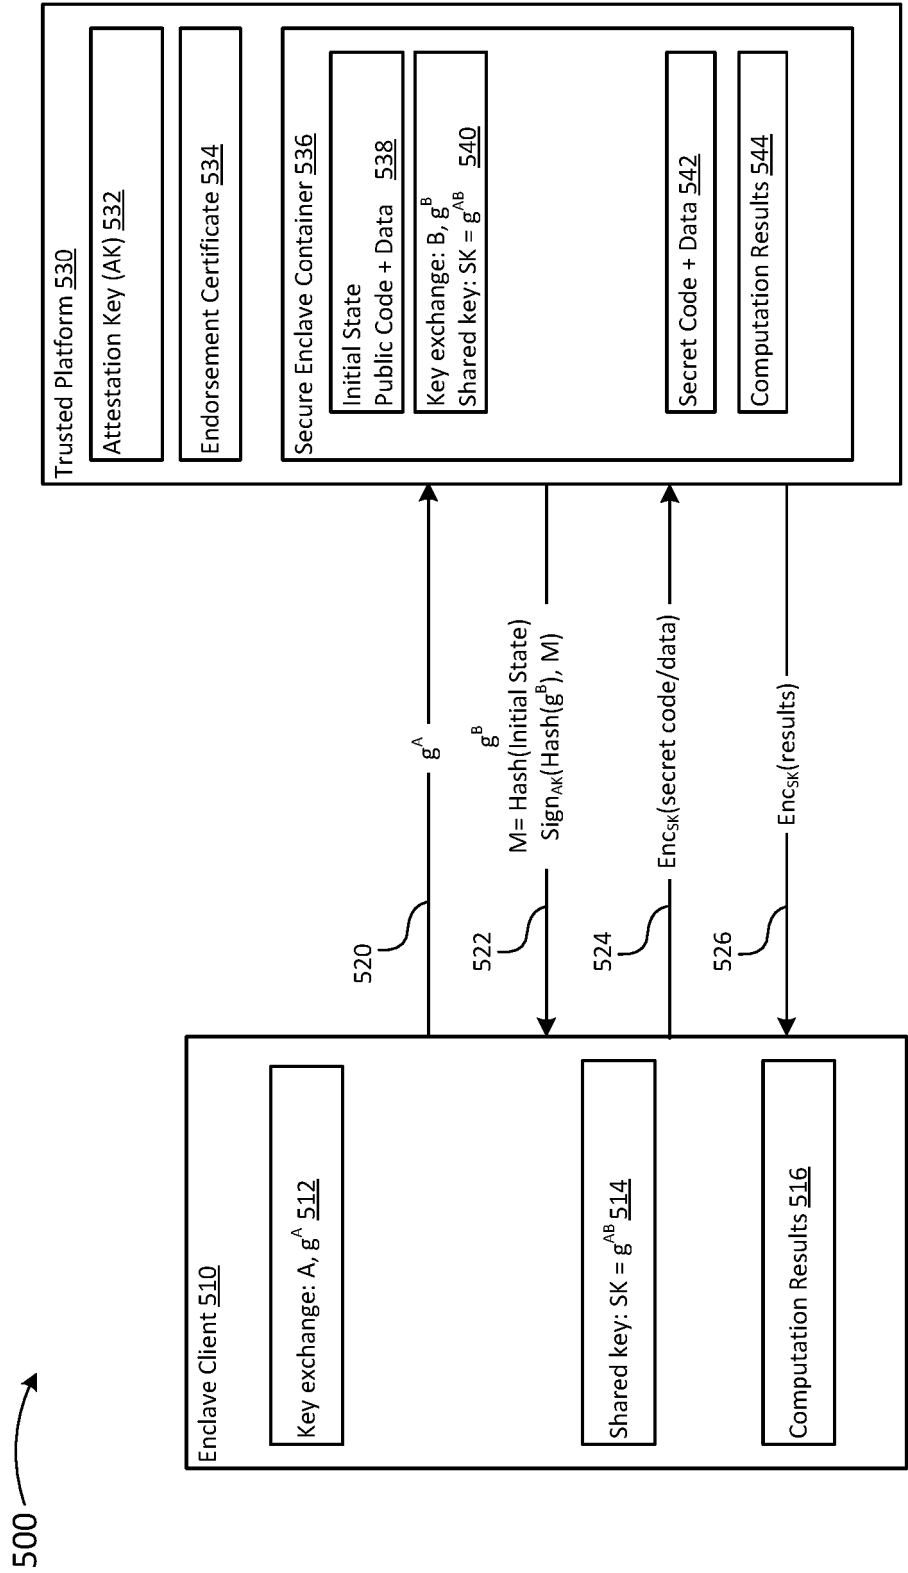 500
Enclave Client 510
Key exchange: A, g^A 512
Shared key: SK = g^AB 514
Computation Results 516
520
g^A
522
g^B
M= Hash(Initial State)
Sign_AK(Hash(g^B), M)
524
Enc_SK(secret code/data)
526
Enc_SK(results)
Trusted Platform 530
Attestation Key (AK) 532
Endorsement Certificate 534
Secure Enclave Container 536
Initial State
Public Code + Data 538
Key exchange: B, g^B
Shared key: SK = g^AB 540
Secret Code + Data 542
Computation Results 544